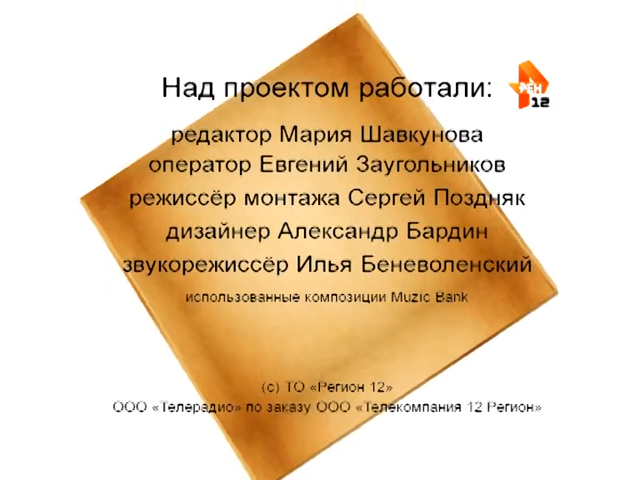 Над проектом работали:
РЕН
12
редактор Мария Шавкунова
оператор Евгений Заугольников
режиссёр монтажа Сергей Поздняк
дизайнер Александр Бардин
звукорежиссёр Илья Беневоленский
использованные композиции Muzic Bank
(с) ТО «Регион 12»
ООО «Телерадио» по заказу ООО «Телекомпания 12 Регион»